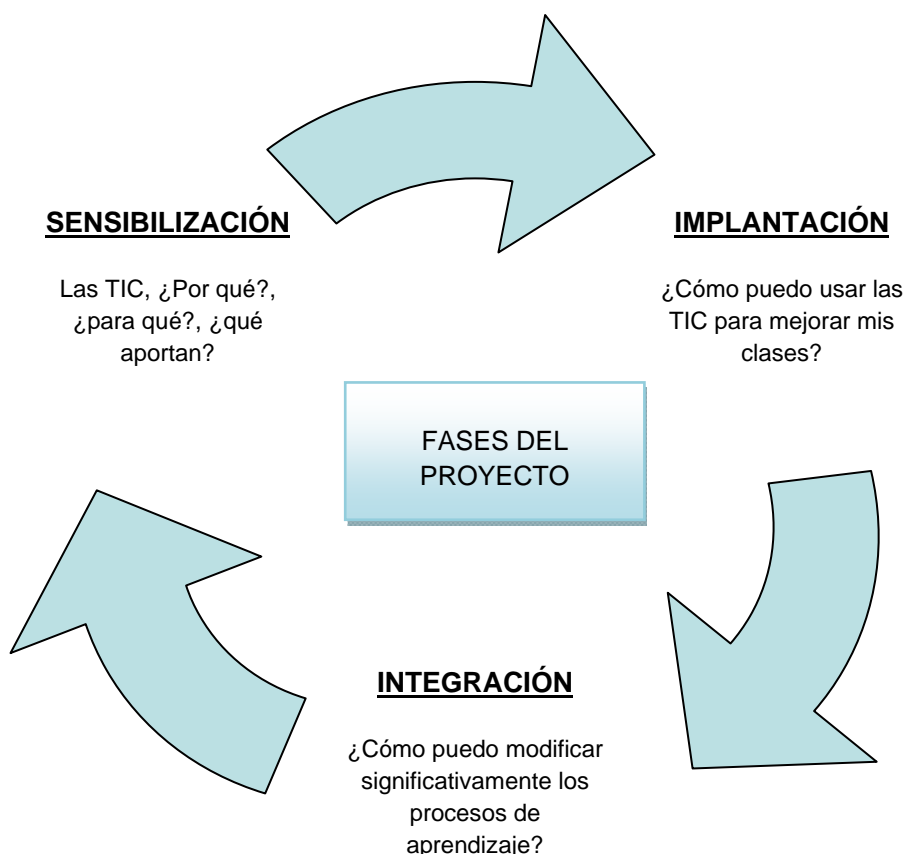 SENSIBILIZACIÓN
Las TIC, ¿Por qué?,
¿para qué?, ¿qué
aportan?
IMPLANTACIÓN
¿Cómo puedo usar las
TIC para mejorar mis
clases?
FASES DEL
PROYECTO
INTEGRACIÓN
¿Cómo puedo modificar
significativamente los
procesos de
aprendizaje?